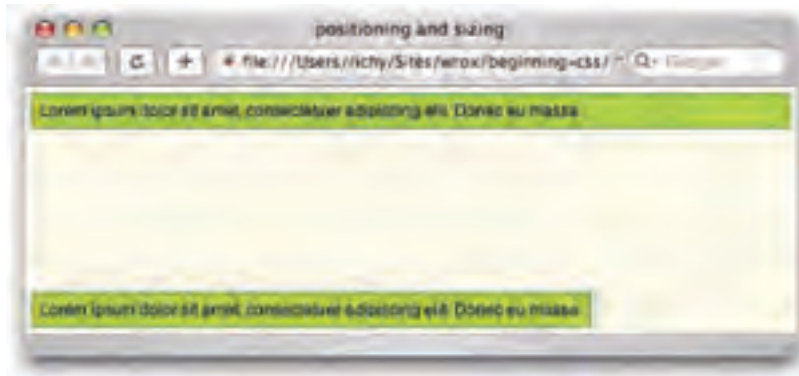 positioning and sizing
file:///Users/richy/Sites/wrox/beginning-css/ Google
Lorem ipsum dolor sit amet, consectetuer adipiscing elit. Donec eu massa
Lorem ipsum dolor sit amet, consectetuer adipiscing elit. Donec eu massa